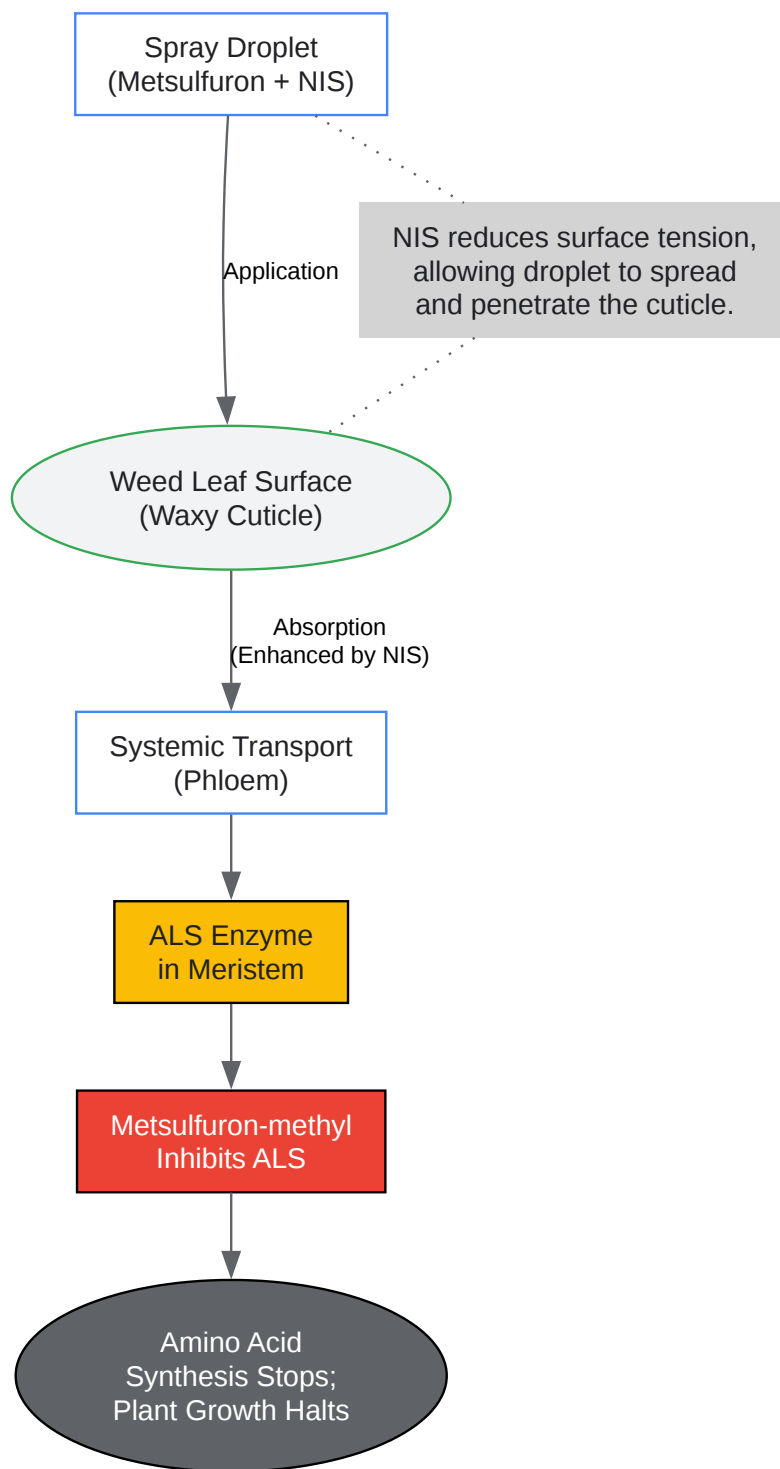 Spray Droplet
(Metsulfuron + NIS)
NIS reduces surface tension,
allowing droplet to spread
and penetrate the cuticle.
Application
Weed Leaf Surface
(Waxy Cuticle)
Absorption
(Enhanced by NIS)
Systemic Transport
(Phloem)
ALS Enzyme
in Meristem
Metsulfuron-methyl
Inhibits ALS
Amino Acid
Synthesis Stops;
Plant Growth Halts